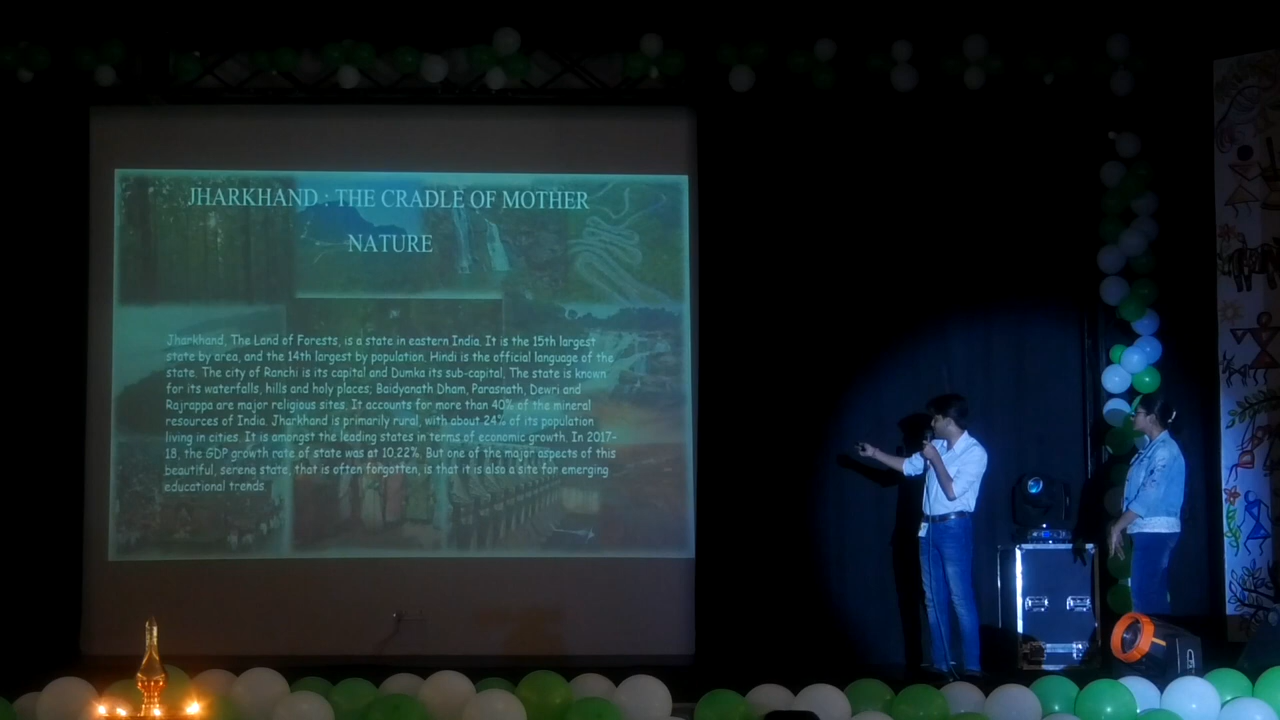 JHARKHAND : THE CRADLE OF MOTHER
NATURE
Jharkhand, The Land of Forests, is a state in eastern India. It is the 15th largest
state by area, and the 14th largest by population. Hindi is the official language of the
state. The city of Ranchi is its capital and Dumka its sub-capital, The state is known
for its waterfalls, hills and holy places; Baidyanath Dham, Parasnath, Dewri and
Rajrappa are major religious sites. It accounts for more than 40% of the mineral
resources of India. Jharkhand is primarily rural, with about 24% of its population
living in cities. It is amongst the leading states in terms of economic growth. In 2017-
18, the GDP growth rate of state was at 10.22%. But one of the major aspects of this
beautiful, serene state, that is often forgotten, is that it is also a site for emerging
educational trends.